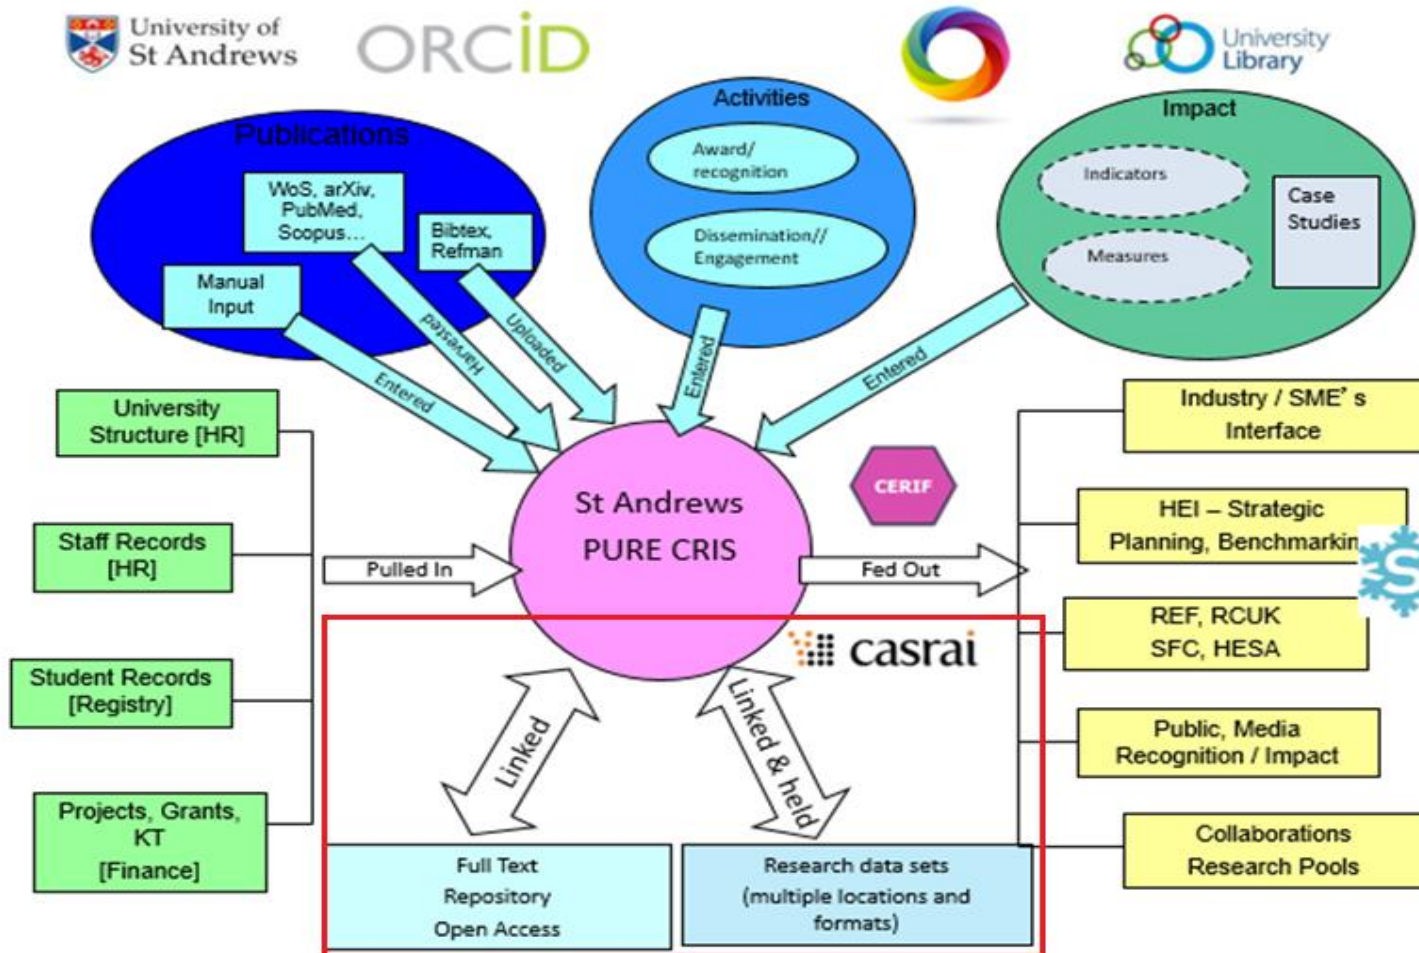 University of
St Andrews
ORCiD
University
Library
Publications
WoS, arXiv,
PubMed,
Scopus...
Bibtex,
Refman
Manual
Input
Activities
Award/
recognition
Dissemination//
Engagement
Impact
Indicators
Measures
Case
Studies
Entered
Harvested
Uploaded
Entered
Entered
University
Structure [HR]
Staff Records
[HR]
Student Records
[Registry]
Projects, Grants,
KT
[Finance]
Pulled In
St Andrews
PURE CRIS
CERIF
Fed Out
casrai
Industry / SME's
Interface
HEI – Strategic
Planning, Benchmarkin
S
REF, RCUK
SFC, HESA
Public, Media
Recognition / Impact
Collaborations
Research Pools
Linked
Linked & held
Full Text
Repository
Open Access
Research data sets
(multiple locations and
formats)